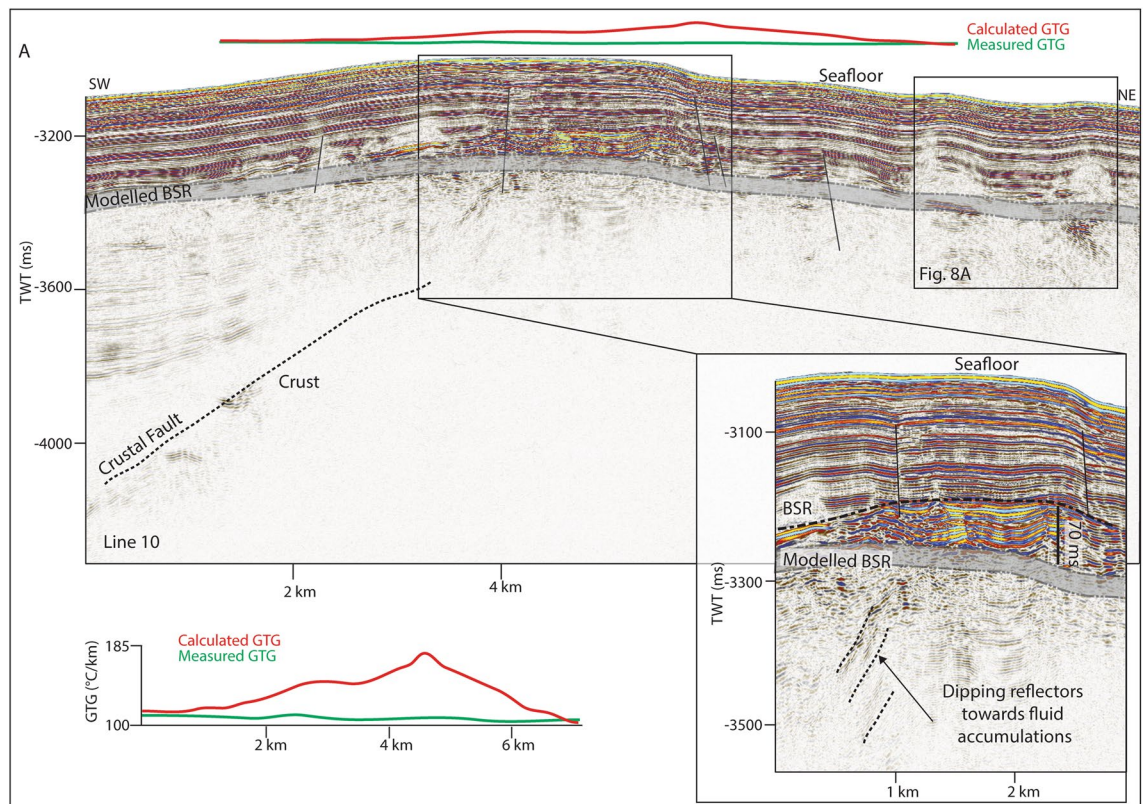 Calculated GTG
Measured GTG
A
SW
Seafloor
NE
-3200
Modelled BSR
TWT (ms)
-3600
Fig. 8A
Crust
Crustal Fault
-4000
Line 10
2 km
4 km
Seafloor
-3100
BSR
70 ms
Modelled BSR
TWT (ms)
-3300
Dipping reflectors
towards fluid
accumulations
-3500
1 km
2 km
Calculated GTG
Measured GTG
185
GTG (°C/km)
100
2 km
4 km
6 km